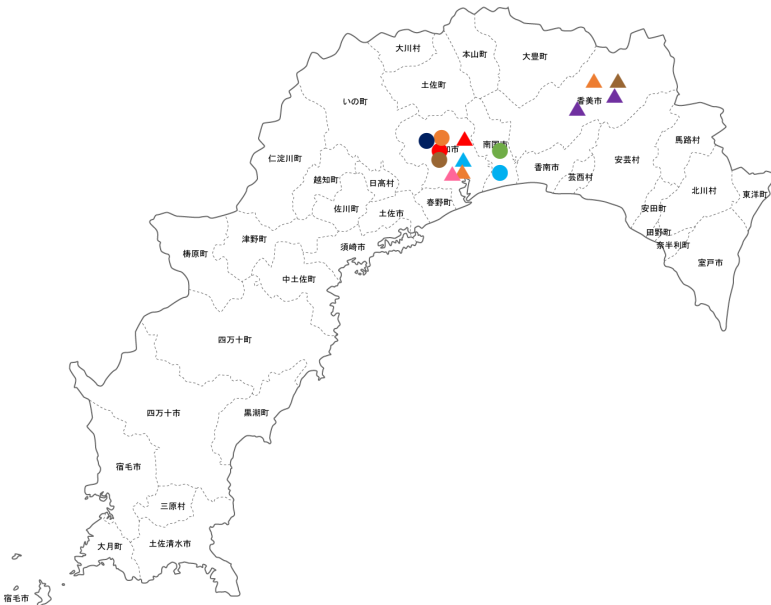 大川村
本山町
大豊町
土佐町
いの町
香美市
仁淀川町
知市
南国市
馬路村
安芸村
香南市
越知町
日高村
芸西村
北川村
東洋町
佐川町
土佐市
春野町
安田町
田野町
奈半利町
津野町
須崎市
梼原町
室戸市
中土佐町
四万十町
四万十市
黒潮町
宿毛市
三原村
大月町
土佐清水市
宿毛市